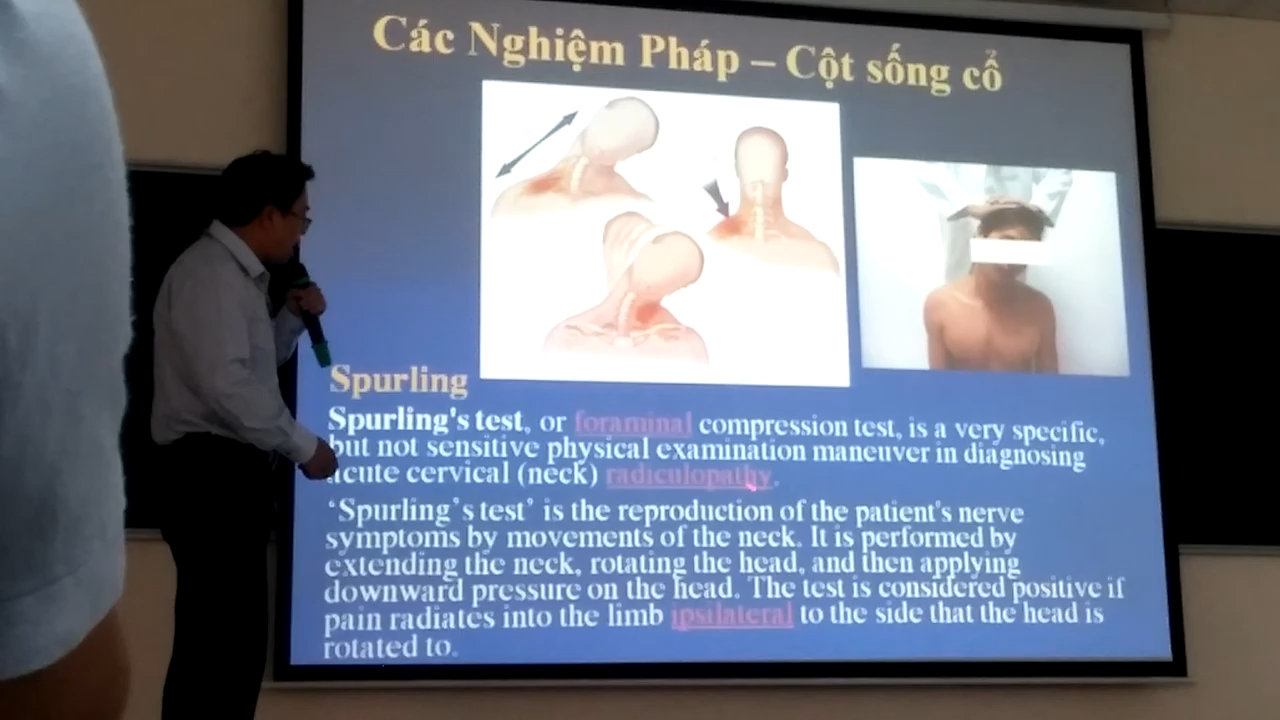 Các Nghiệm Pháp – Cột sống cổ
Spurling
Spurling's test, or foraminal compression test, is a very specific,
but not sensitive physical examination maneuver in diagnosing
acute cervical (neck) radiculopathy.
‘Spurling’s test’ is the reproduction of the patient's nerve
symptoms by movements of the neck. It is performed by
extending the neck, rotating the head, and then applying
downward pressure on the head. The test is considered positive if
pain radiates into the limb ipsilateral to the side that the head is
rotated to.